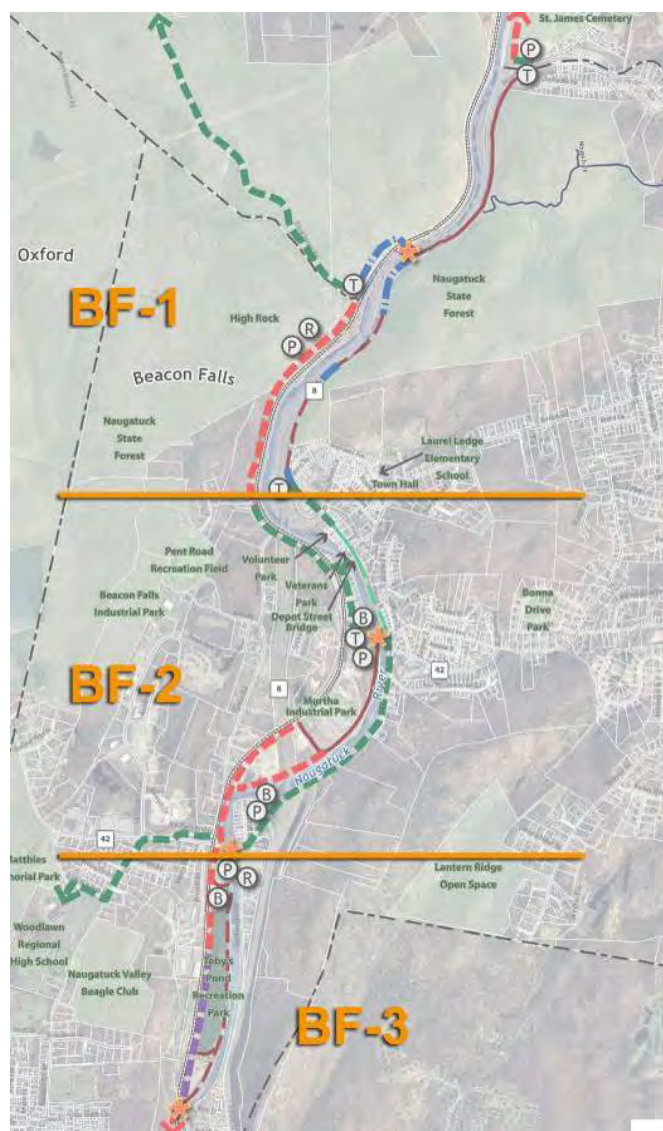 St. James Cemetery
P
T
Oxford
BF-1
T
Naugatuck
State
Forest
High Rock
R
P
Beacon Falls
8
Naugatuck
State
Forest
Laurel Ledge
Elementary
School
Town Hall
T
Pent Road
Recreation Field
Volunteer
Park
Veterans
Park
Depot Street
Bridge
Beacon Falls
Industrial Park
Bonna
Drive
Park
B
T
P
42
BF-2
8
Murtha
Industrial Park
Naugatuck
River
B
P
42
Matthies
orial Park
P
R
B
Lantern Ridge
Open Space
Woodlawn
Regional
High School
Naugatuck Valley
Beagle Club
Toby's
Pond
Recreation
Park
BF-3